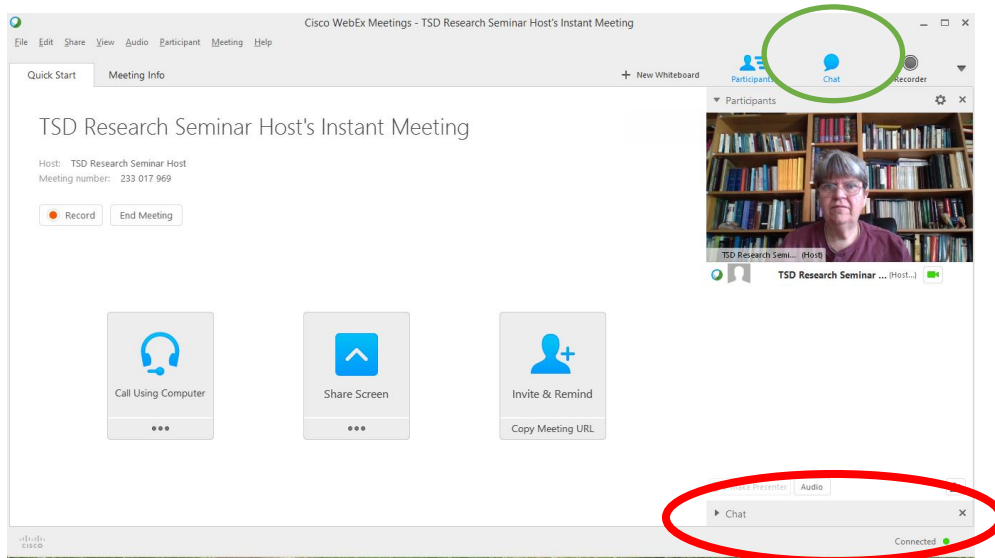 Cisco WebEx Meetings - TSD Research Seminar Host's Instant Meeting
File Edit Share View Audio Participant Meeting Help
Quick Start Meeting Info + New Whiteboard Participants Chat Recorder
Participants
TSD Research Seminar Host's Instant Meeting
Host: TSD Research Seminar Host
Meeting number: 233 017 969
Record End Meeting
TSD Research Semi... (Host)
TSD Research Seminar ... (Host...)
Call Using Computer Share Screen Invite & Remind
Copy Meeting URL
Presenter Audio
Chat
CISCO Connected